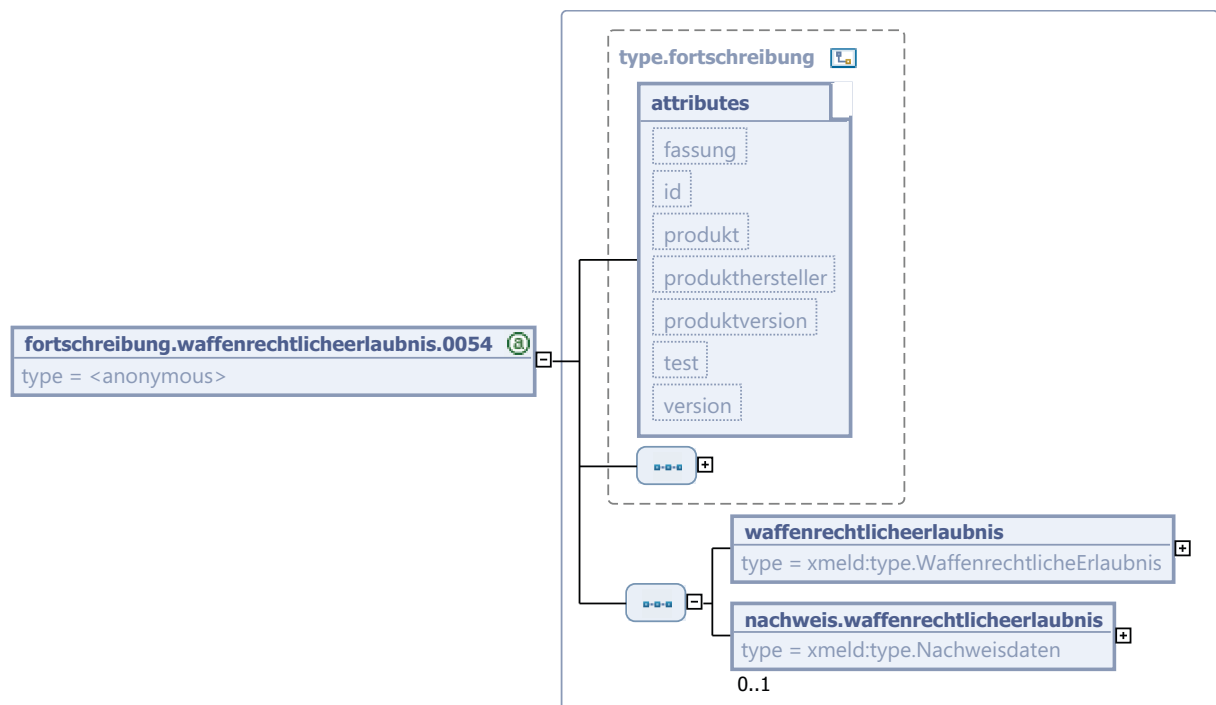 type.fortschreibung
attributes
fassung
id
produkt
produkthersteller
produktversion
test
version
fortschreibung.waffenrechtlicheerlaubnis.0054 a
type = <anonymous>
waffenrechtlicheerlaubnis
type = xmeld:type.WaffenrechtlicheErlaubnis
nachweis.waffenrechtlicheerlaubnis
type = xmeld:type.Nachweisdaten
0..1